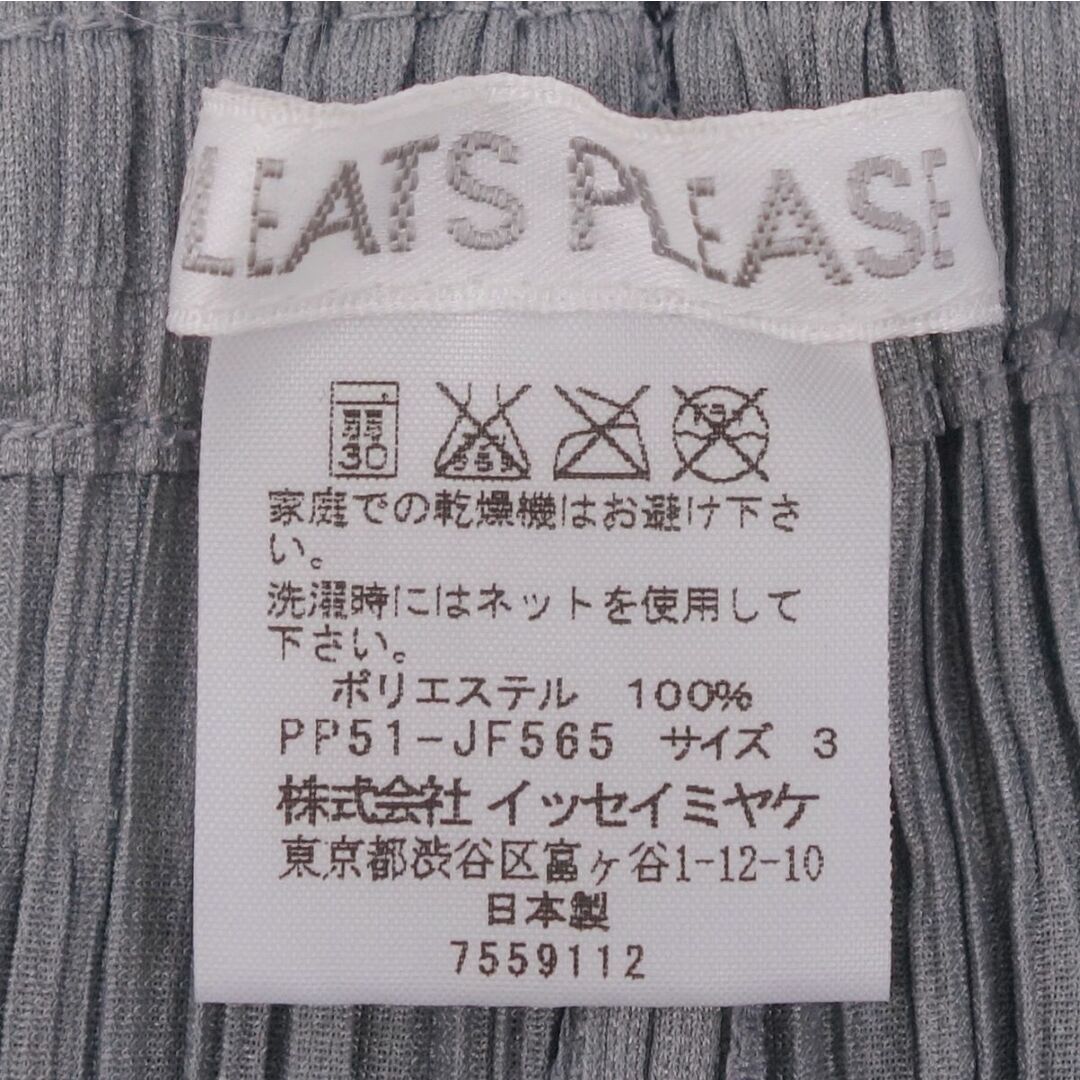 LEATS PLEASE
弱
30
家庭での乾燥機はお避け下さ
い。
洗濯時にはネットを使用して
下さい。
ポリエステル 100%
PP51-JF565 サイズ 3
株式会社 イッセイミヤケ
東京都渋谷区富ヶ谷1-12-10
日本製
7559112